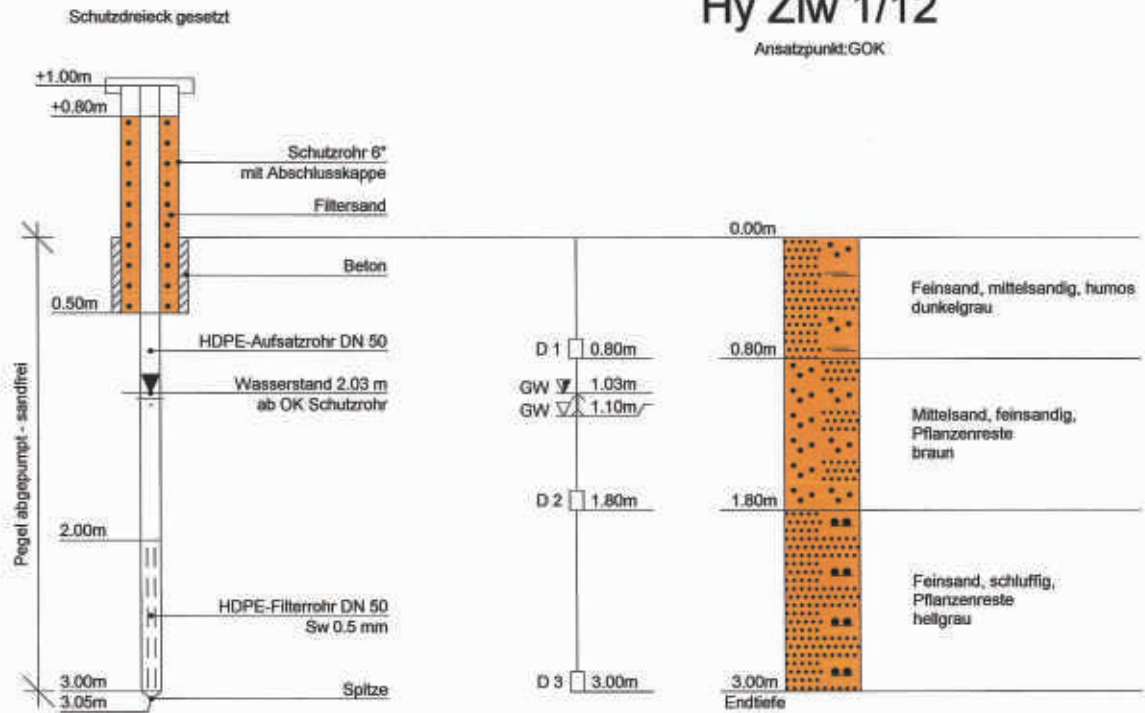 Schutzdreieck gesetzt
Hy Zlw 1/12
Ansatzpunkt:GOK
+1.00m
+0.80m
Schutzrohr 6"
mit Abschlusskappe
Filtersand
0.00m
Beton
0.50m
HDPE-Aufsatzrohr DN 50
Wasserstand 2.03 m
ab OK Schutzrohr
Pegel abgepumpt - sandfrei
2.00m
HDPE-Filterrohr DN 50
Sw 0.5 mm
3.00m
3.05m
Spitze
D 1 0.80m
GW 1.03m
GW 1.10m
D 2 1.80m
D 3 3.00m
0.80m
1.80m
3.00m
Endtiefe
Feinsand, mittelsandig, humos
dunkelgrau
Mittelsand, feinsandig,
Pflanzenreste
braun
Feinsand, schluffig,
Pflanzenreste
hellgrau